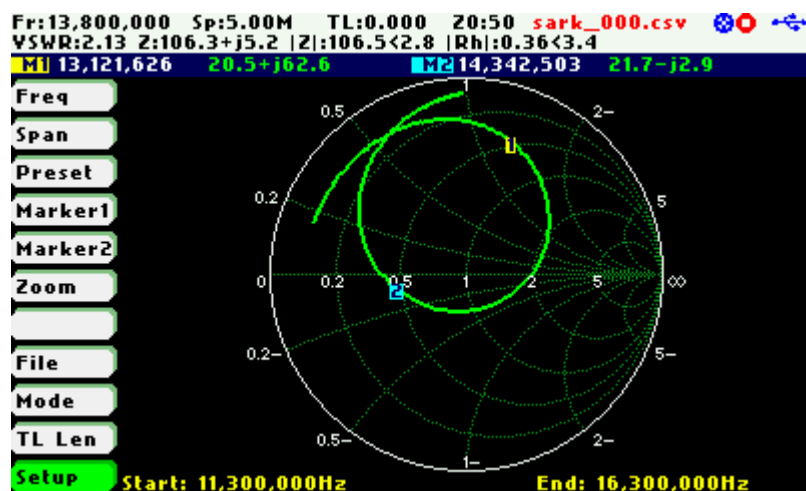 Fr:13,800,000 Sp:5.00M TL:0.000 Z0:50 sark_000.csv
VSWR:2.13 Z:106.3+j5.2 |Z|:106.5<2.8 |Rh|:0.36<3.4
M1 13,121,626 20.5+j62.6 M2 14,342,503 21.7-j2.9
Freq
Span
Preset
Marker1
Marker2
Zoom
File
Mode
TL Len
Setup
1
0.5
2
0.2
5
1
0
0.2
0.5
1
2
5
∞
2
0.2
5
0.5
2
1
Start: 11,300,000Hz End: 16,300,000Hz